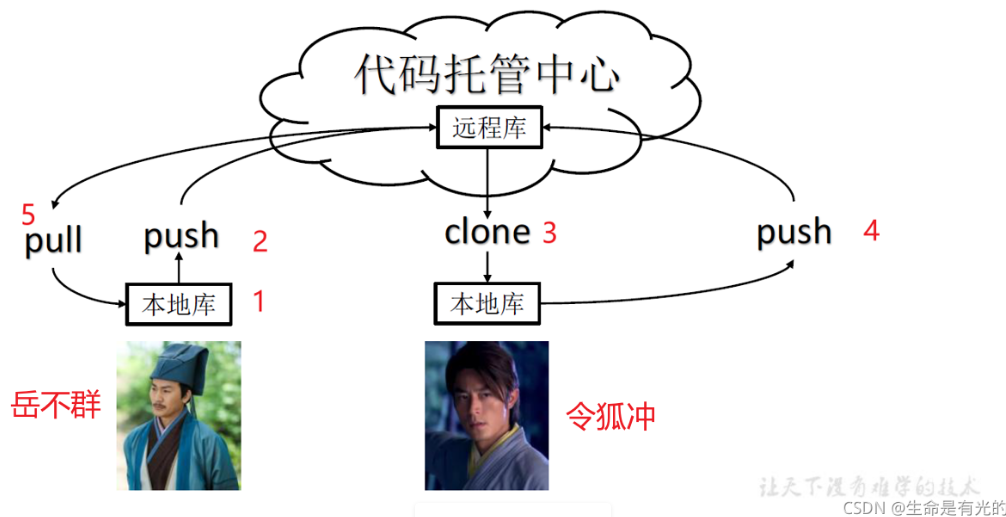 代码托管中心
远程库
5
pull
push
2
clone
3
push
4
本地库
1
本地库
岳不群
令狐冲
让天下没有难学的技术
CSDN @生命是有光的